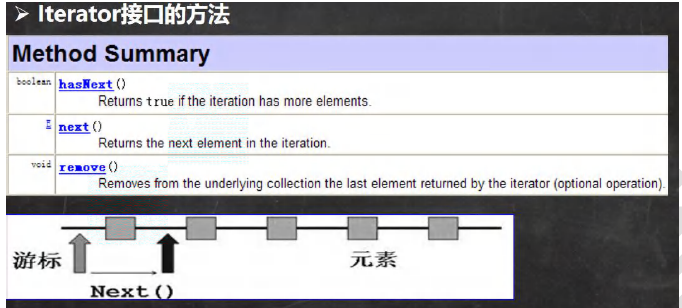 ➢ Iterator接口的方法
Method Summary
boolean hasNext()
Returns true if the iteration has more elements.
E next()
Returns the next element in the iteration.
void remove()
Removes from the underlying collection the last element returned by the iterator (optional operation).
游标 元素
Next()